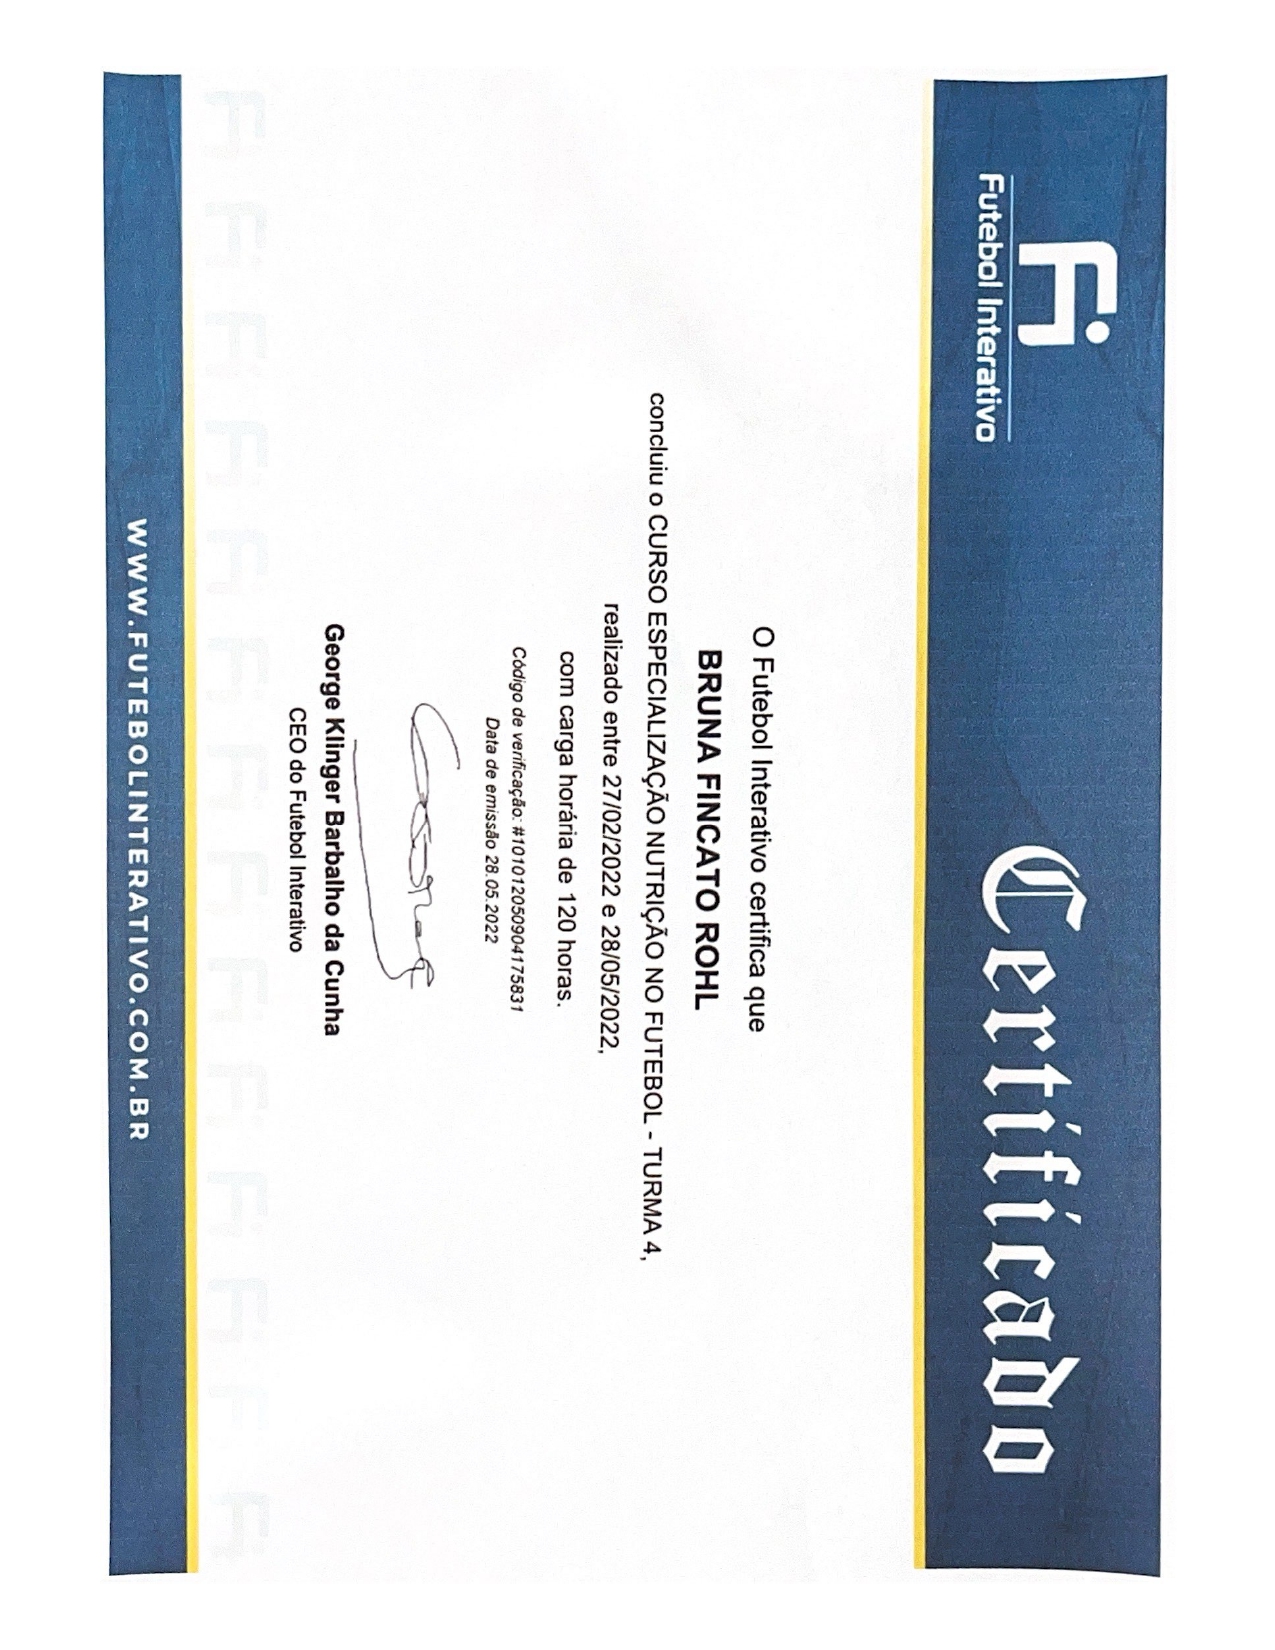 Fi
Futebol Interativo
Certificado
O Futebol Interativo certifica que
BRUNA FINCATO ROHL
concluiu o CURSO ESPECIALIZAÇÃO NUTRIÇÃO NO FUTEBOL - TURMA 4,
realizado entre 27/02/2022 e 28/05/2022,
com carga horária de 120 horas.
Código de verificação: #101012050904175831
Data de emissão 28.05.2022
George
George Klinger Barbalho da Cunha
CEO do Futebol Interativo
WWW.FUTEBOLINTERATIVO.COM.BR